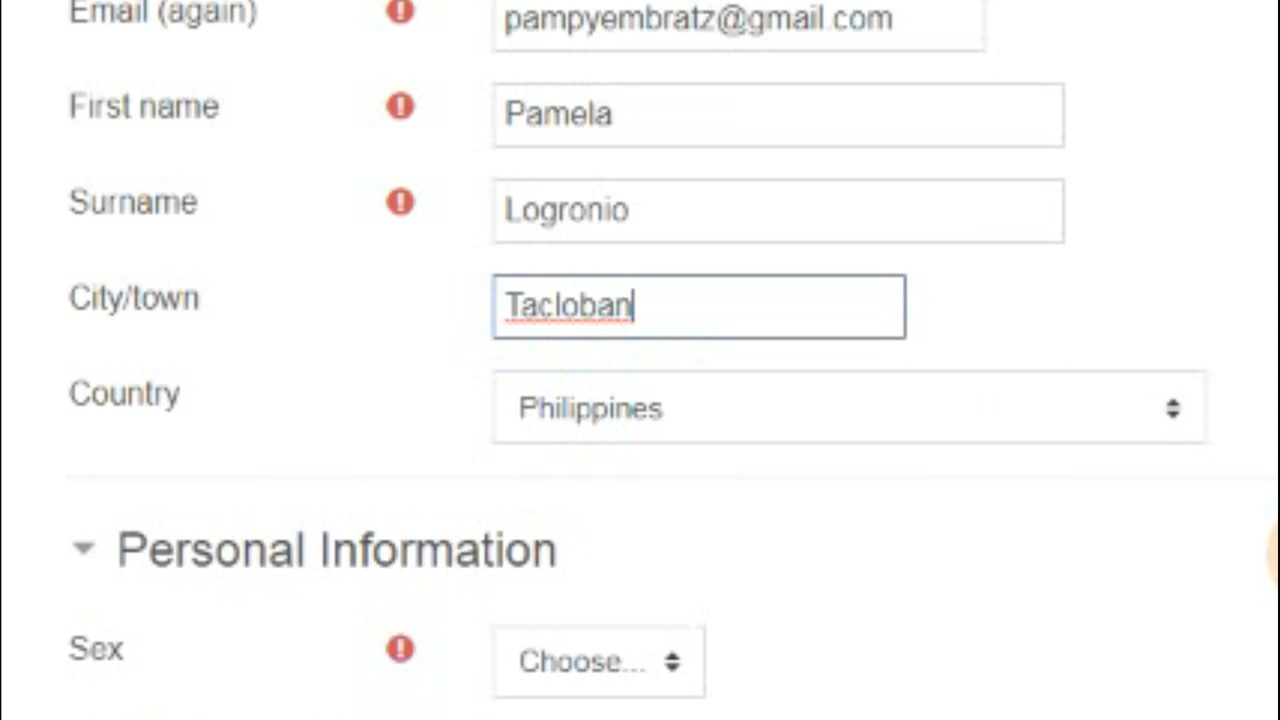 Email (again) pampyembratz@gmail.com
First name Pamela
Surname Logronio
City/town Tacloban
Country Philippines
Personal Information
Sex Choose...